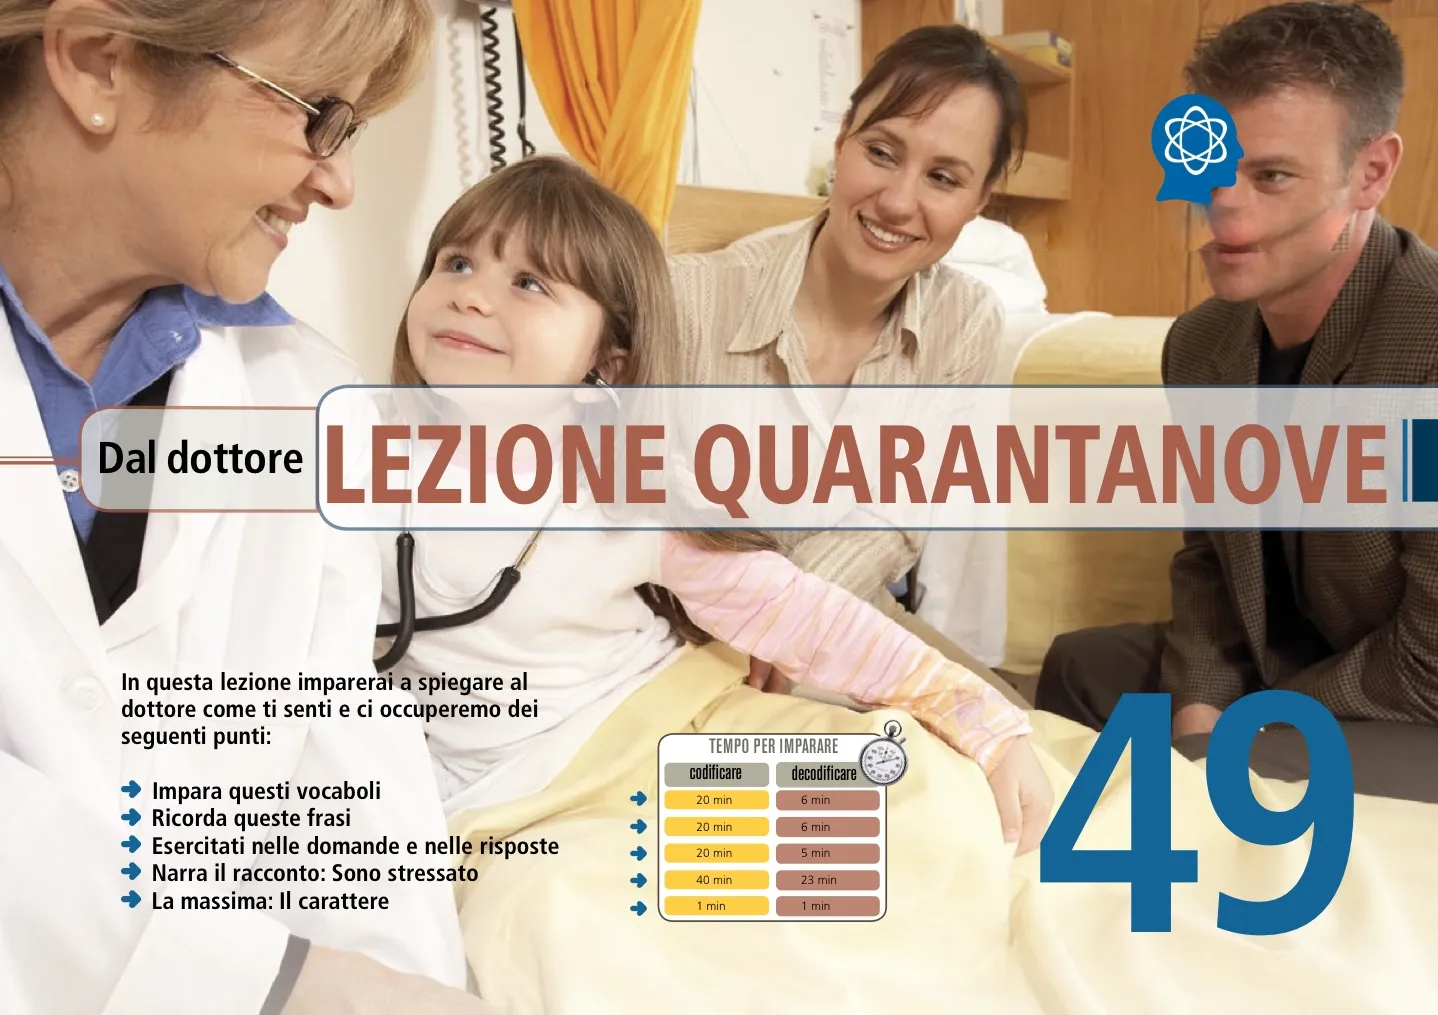 Dal dottore
LEZIONE QUARANTANOVE
In questa lezione imparerai a spiegare al
dottore come ti senti e ci occuperemo dei
seguenti punti:
Impara questi vocaboli
Ricorda queste frasi
Esercitati nelle domande e nelle risposte
Narra il racconto: Sono stressato
La massima: Il carattere
TEMPO PER IMPARARE
codificare decodificare
20 min 6 min
20 min 6 min
20 min 5 min
40 min 23 min
1 min 1 min
49